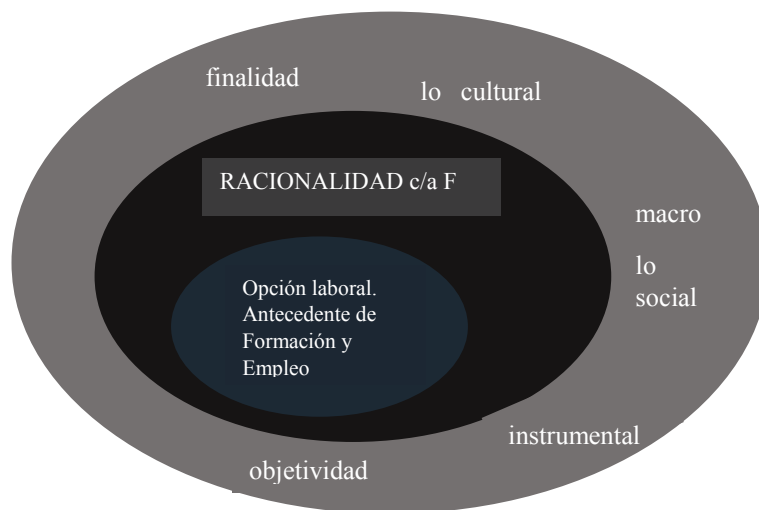 finalidad
lo cultural
RACIONALIDAD c/a F
macro
lo
social
Opción laboral.
Antecedente de
Formación y
Empleo
instrumental
objetividad